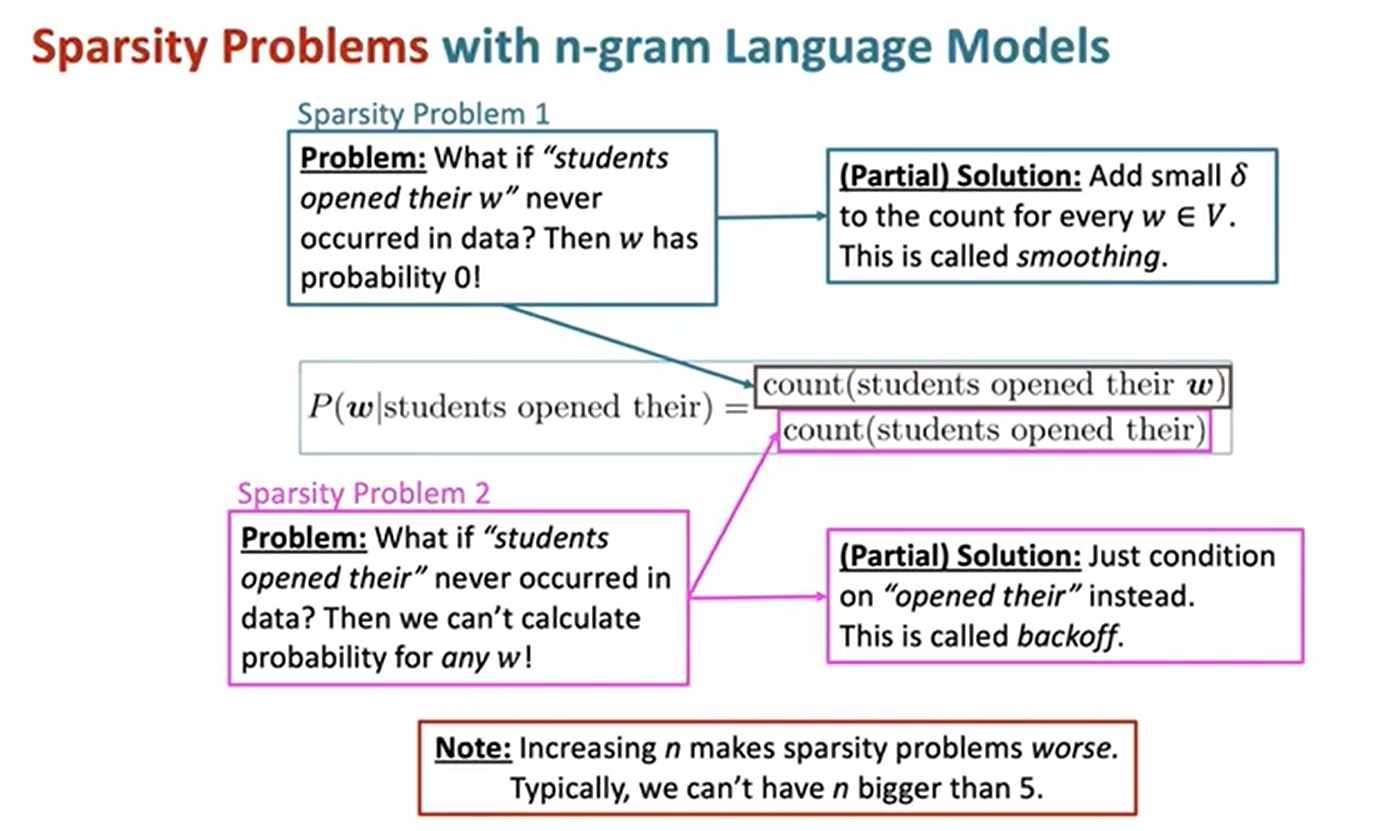 Sparsity Problems with n-gram Language Models
Sparsity Problem 1
Problem: What if “students
opened their w” never
occurred in data? Then w has
probability 0!
(Partial) Solution: Add small δ
to the count for every w ∈ V.
This is called smoothing.
P(w|students opened their) =
count(students opened their w)
count(students opened their)
Sparsity Problem 2
Problem: What if “students
opened their” never occurred in
data? Then we can’t calculate
probability for any w!
(Partial) Solution: Just condition
on “opened their” instead.
This is called backoff.
Note: Increasing n makes sparsity problems worse.
Typically, we can’t have n bigger than 5.